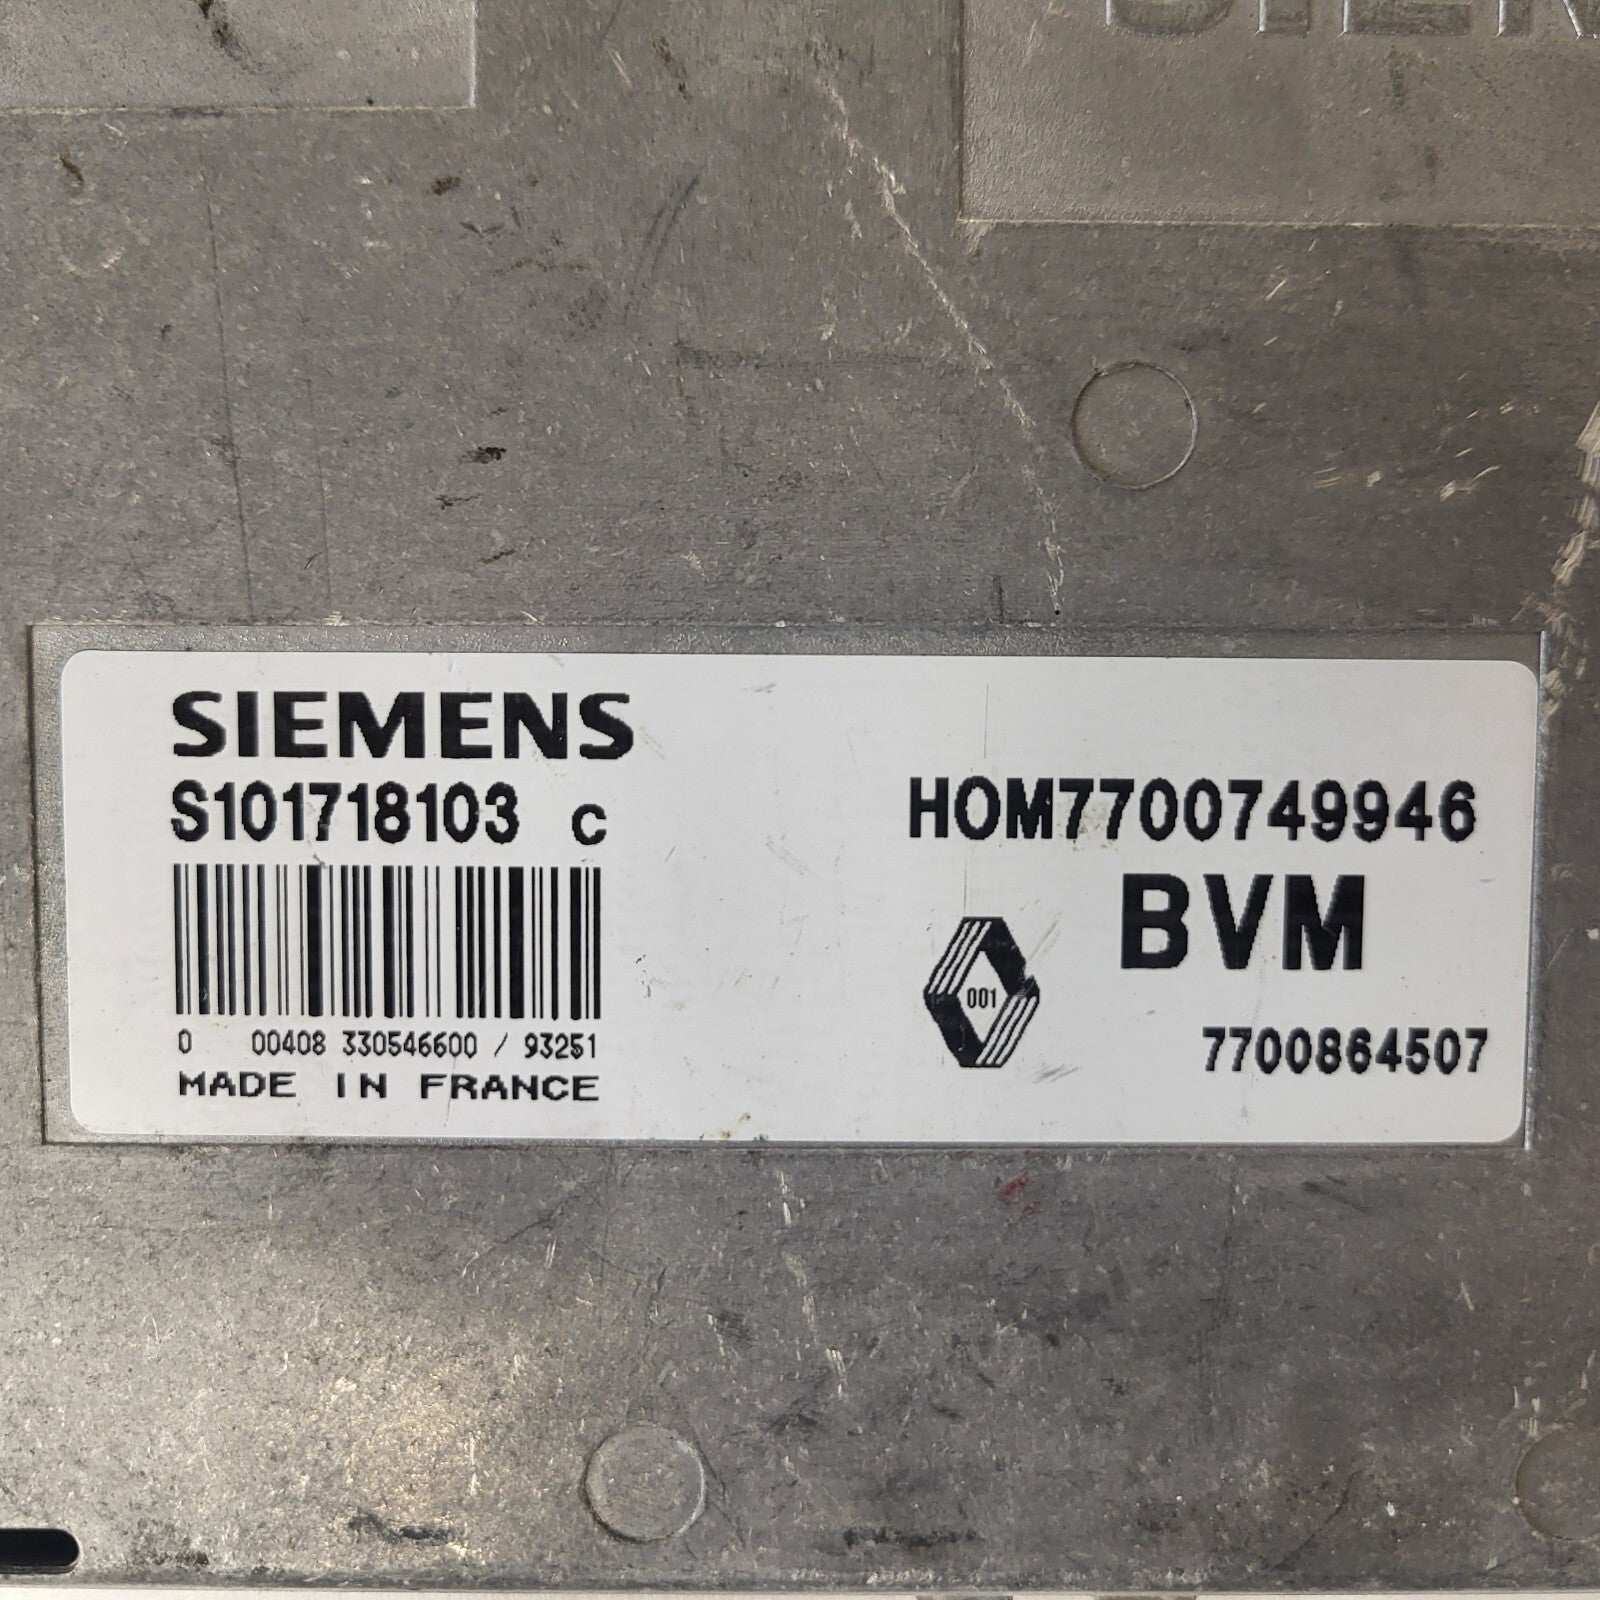 SIEMENS
S101718103 C
0 00408 330546600 / 93251
MADE IN FRANCE
HOM7700749946
BVM
001
7700864507